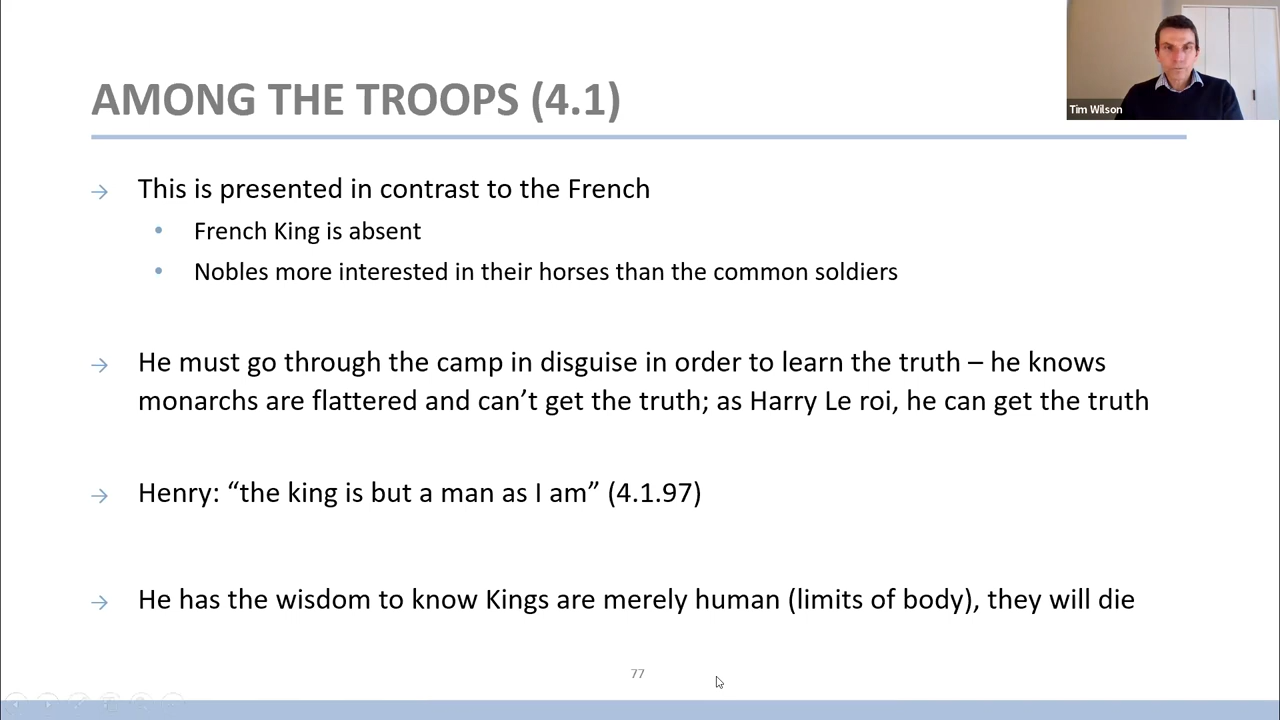 AMONG THE TROOPS (4.1)
Tim Wilson
→ This is presented in contrast to the French
• French King is absent
• Nobles more interested in their horses than the common soldiers
→ He must go through the camp in disguise in order to learn the truth – he knows
monarchs are flattered and can’t get the truth; as Harry Le roi, he can get the truth
→ Henry: “the king is but a man as I am” (4.1.97)
→ He has the wisdom to know Kings are merely human (limits of body), they will die
77